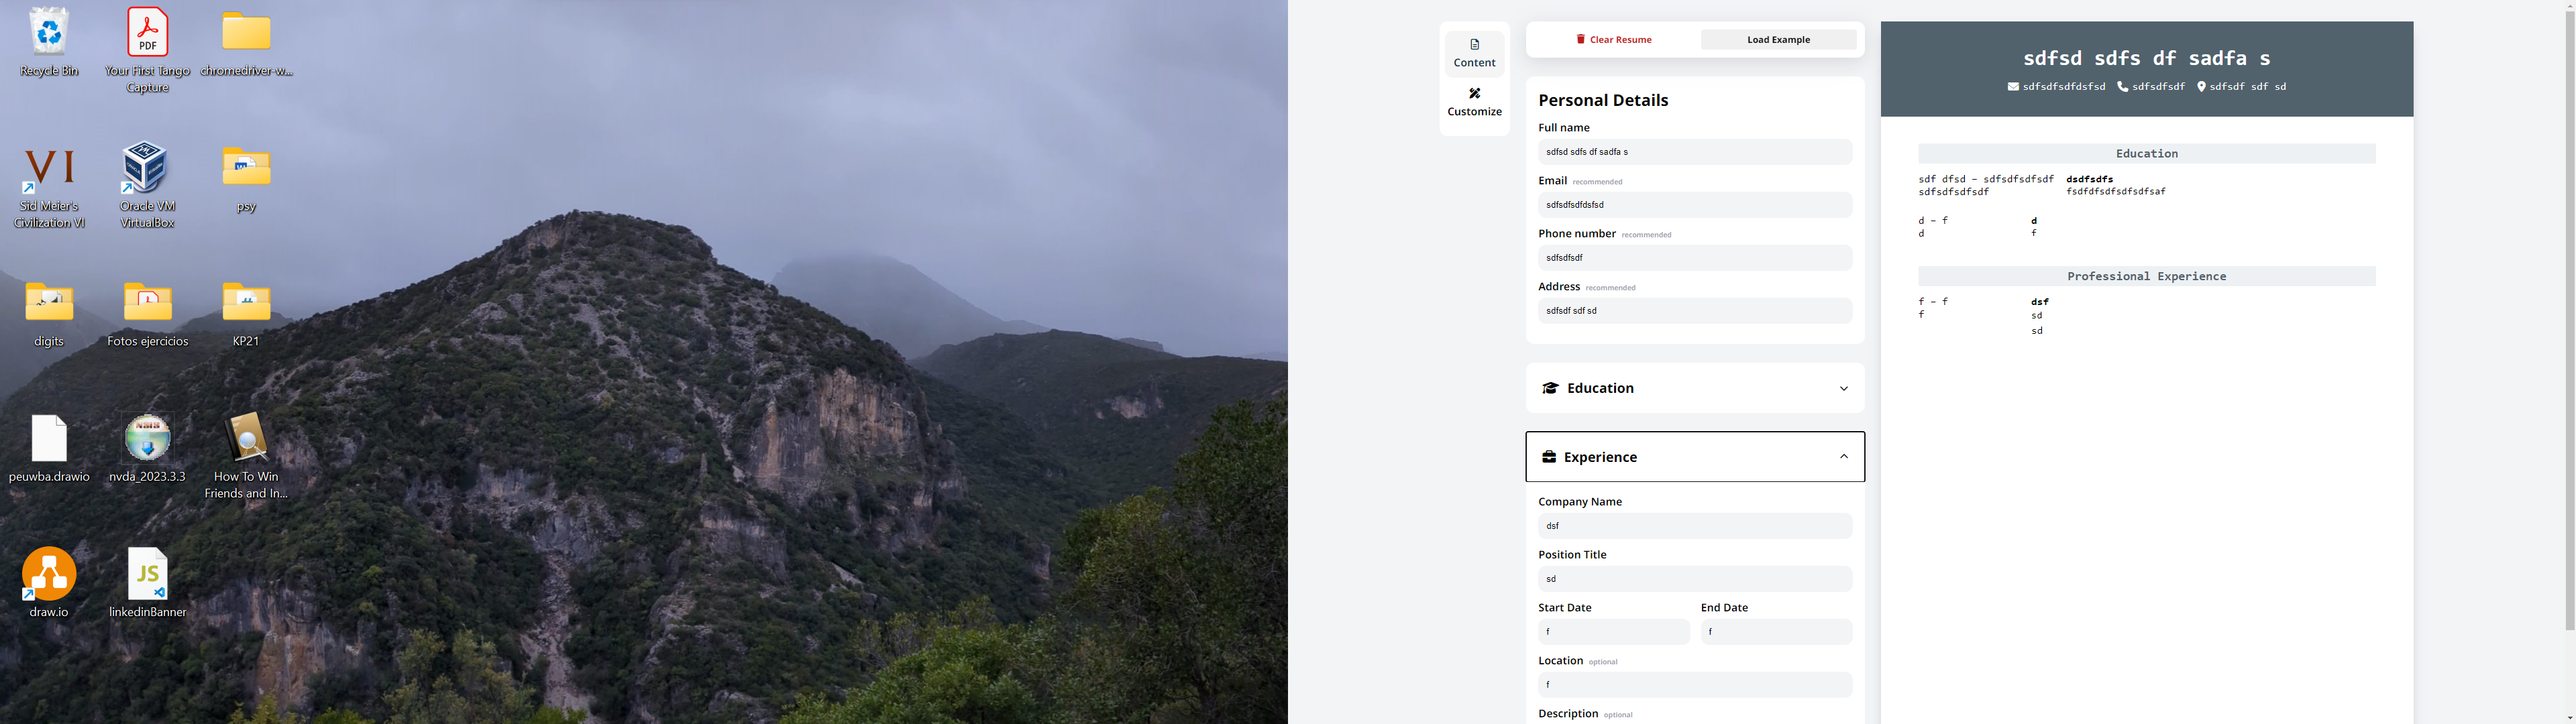 Recycle Bin
Your First Tango
Capture
chromedriver-w...
Sid Meier's
Civilization VI
Oracle VM
VirtualBox
psy
digits
Fotos ejercicios
KP21
peuwba.drawio
nvda_2023.3.3
How To Win
Friends and In...
draw.io
linkedinBanner
PDF
VI
NSIS
JS
Content
Customize
Clear Resume
Load Example
Personal Details
Full name
sdfsd sdfs df sadfa s
Email recommended
sdfsdfsdfdsfsd
Phone number recommended
sdfsdfsdf
Address recommended
sdfsdf sdf sd
Education
Experience
Company Name
dsf
Position Title
sd
Start Date End Date
f f
Location optional
f
Description optional
sdfsd sdfs df sadfa s
sdfsdfsdfdsfsd sdfsdfsdf sdfsdf sdf sd
Education
sdf dfsd – sdfsdfsdfsdf dsdfsdfs
sdfsdfsdfsdf fsdfdfsdfsdfsdfsaf
d – f d
d f
Professional Experience
f – f dsf
f sd
sd